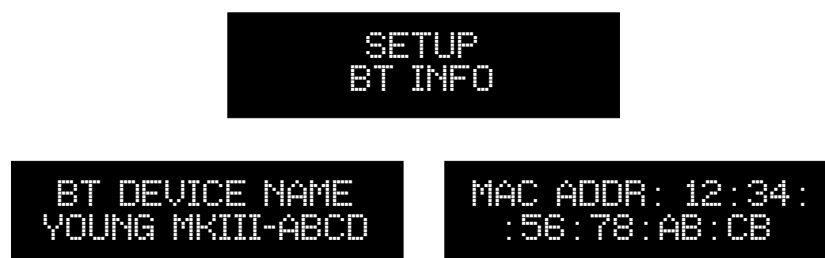 SETUP
BT INFO
BT DEVICE NAME
YOUNG MKIII-ABCD
MAC ADDR: 12:34:
:56:78:AB:CB